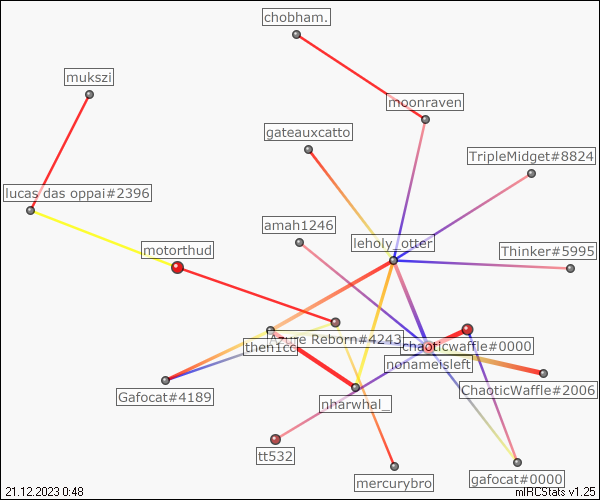 chobham.
mukszi
moonraven
gateauxcatto
TripleMidget#8824
lucas das oppai#2396
amah1246
leholy_otter
motorthud
Thinker#5995
Azure Reborn#4243
then1cc
chaoticwaffle#0000
nonameisleft
ChaoticWaffle#2006
Gafocat#4189
nharwhal_
tt532
mercurybro
gafocat#0000
21.12.2023 0:48
mIRCStats v1.25